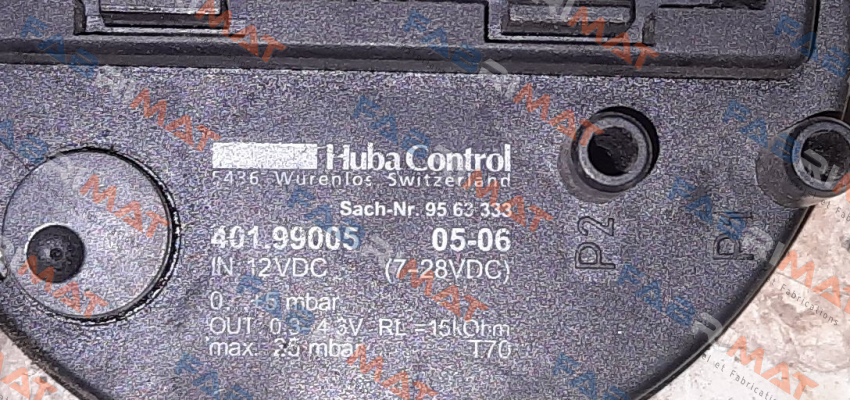 Huba Control
5436 Würenlos Switzerland
Sach-Nr. 95 63 333
401.99005 05-06
IN 12VDC (7-28VDC)
mbar
OUT 0.3-4.3V RL =15kOhm
max. 25 mbar T70
P2
P1
FABRIMAT